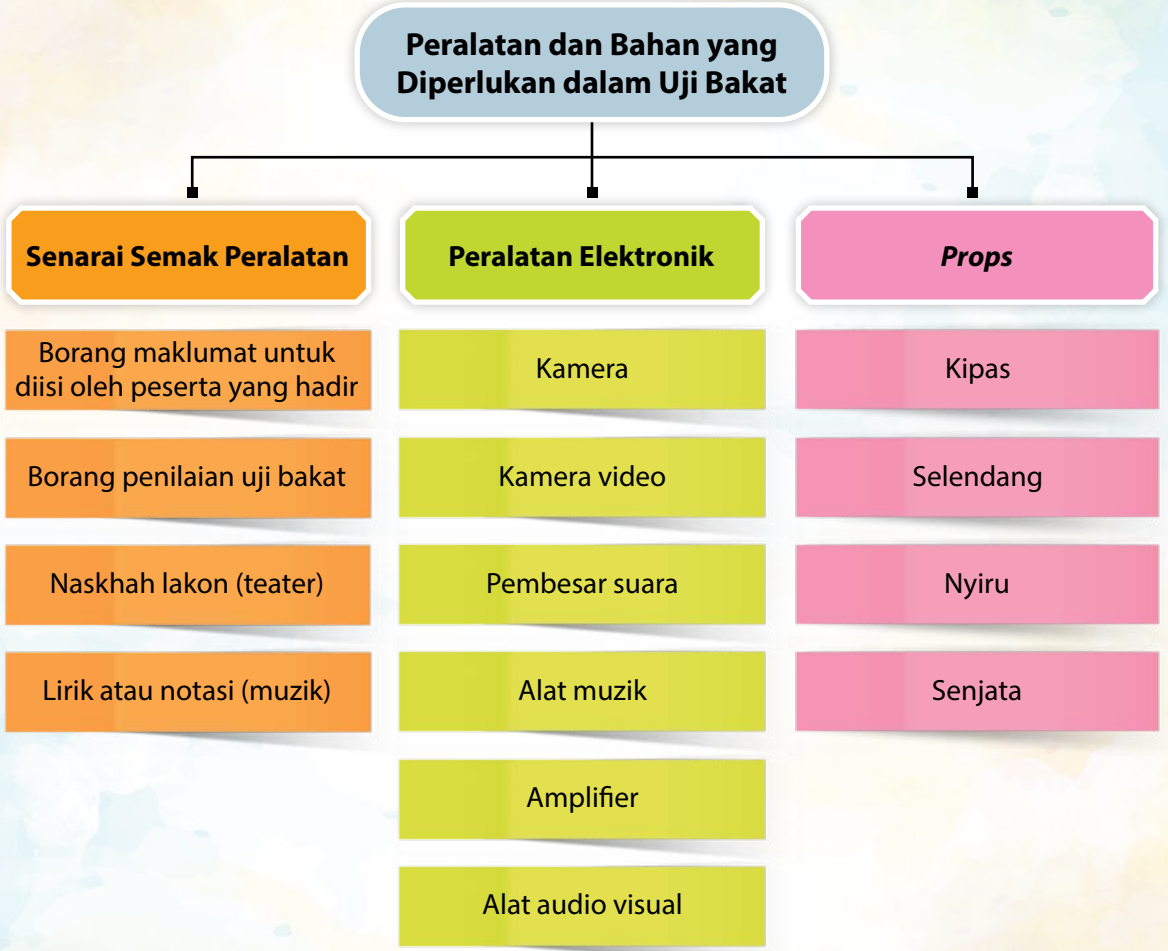 Peralatan dan Bahan yang
Diperlukan dalam Uji Bakat
Senarai Semak Peralatan
Borang maklumat untuk
diisi oleh peserta yang hadir
Borang penilaian uji bakat
Naskhah lakon (teater)
Lirik atau notasi (muzik)
Peralatan Elektronik
Kamera
Kamera video
Pembesar suara
Alat muzik
Amplifier
Alat audio visual
Props
Kipas
Selendang
Nyiru
Senjata